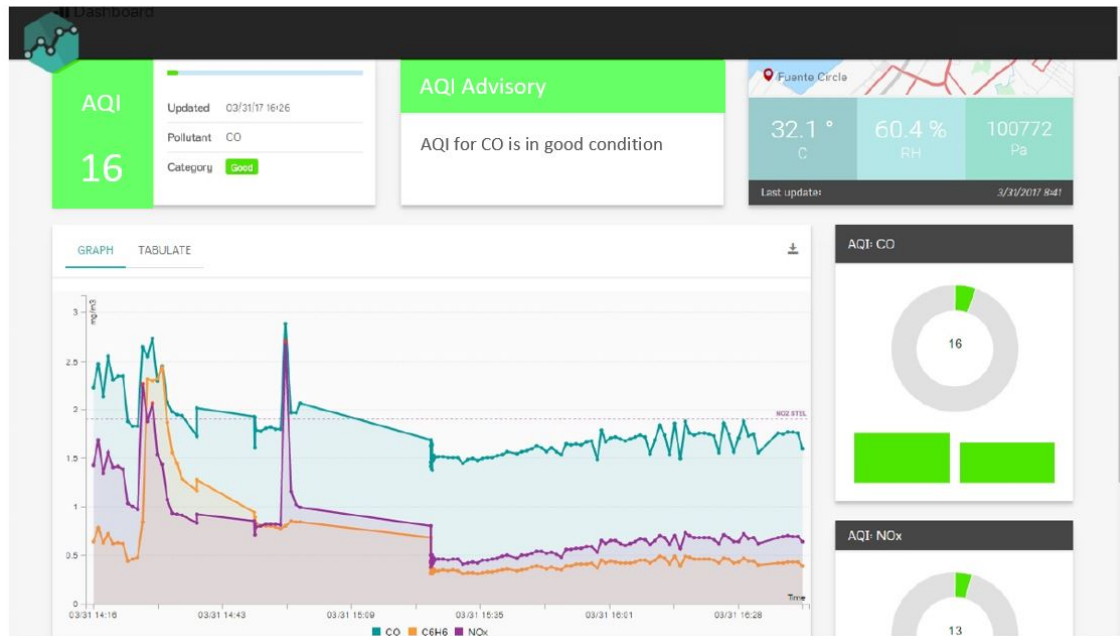 Dashboard
AQI
16
Updated 03/31/17 16:26
Pollutant CO
Category Good
AQI Advisory
AQI for CO is in good condition
Fuente Circle
32.1 °
C
60.4 %
RH
100772
Pa
Last update: 3/31/2017 8:41
GRAPH TABULATE
mg/m3
3
2.5
2
1.5
1
0.5
0
NO2 STEL
Time
03/31 14:16 03/31 14:43 03/31 15:09 03/31 15:35 03/31 16:01 03/31 16:28
CO C6H6 NOx
AQI: CO
16
AQI: NOx
13